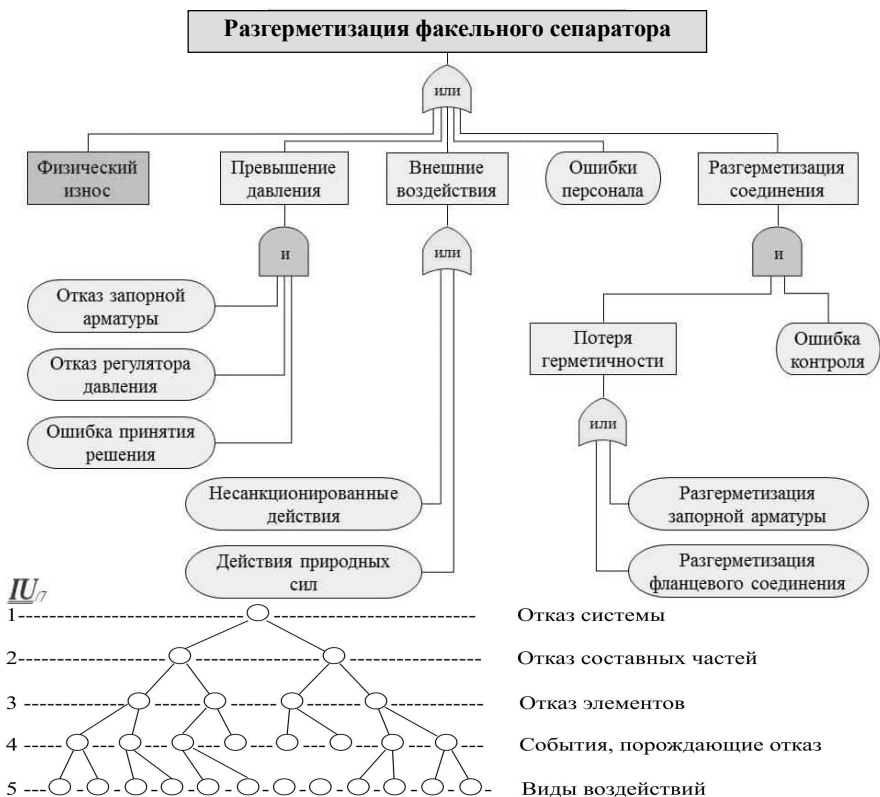 Разгерметизация факельного сепаратора
или
Физический
износ
Превышение
давления
Внешние
воздействия
Ошибки
персонала
Разгерметизация
соединения
и
или
и
Отказ запорной
арматуры
Отказ регулятора
давления
Ошибка принятия
решения
Потеря
герметичности
Ошибка
контроля
или
Несанкционированные
действия
Действия природных
сил
Разгерметизация
запорной арматуры
Разгерметизация
фланцевого соединения
IU/7
1 Отказ системы
2 Отказ составных частей
3 Отказ элементов
4 События, порождающие отказ
5 Виды воздействий